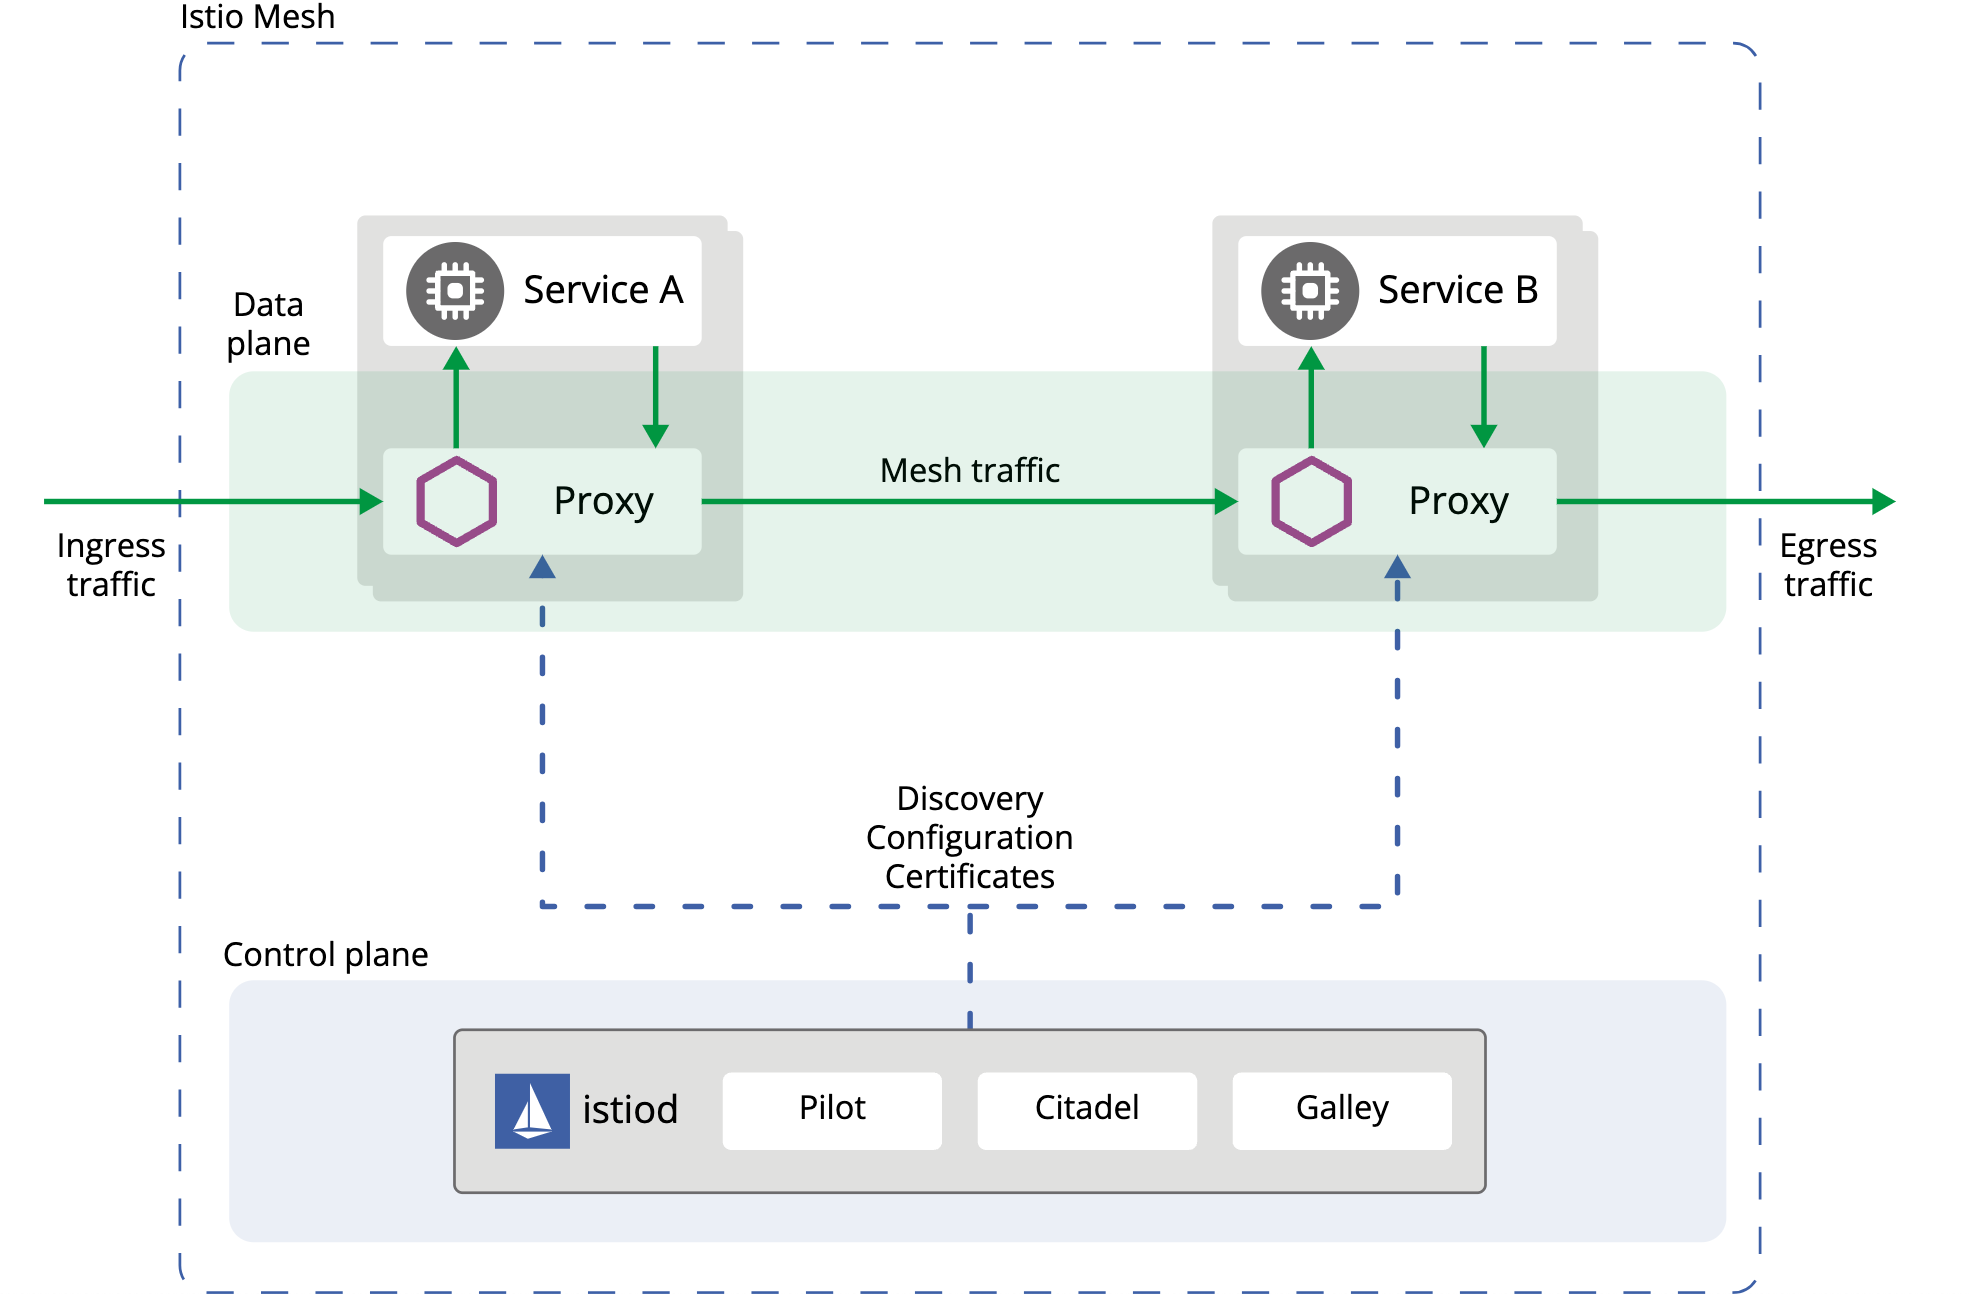 Istio Mesh
Service A
Service B
Data
plane
Mesh traffic
Proxy
Proxy
Ingress
traffic
Egress
traffic
Discovery
Configuration
Certificates
Control plane
istiod
Pilot
Citadel
Galley